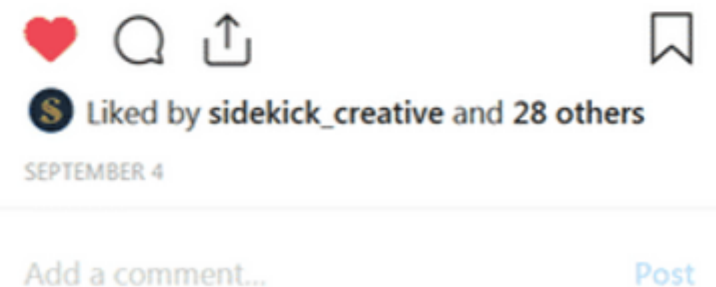 S Liked by sidekick_creative and 28 others
SEPTEMBER 4
Add a comment... Post